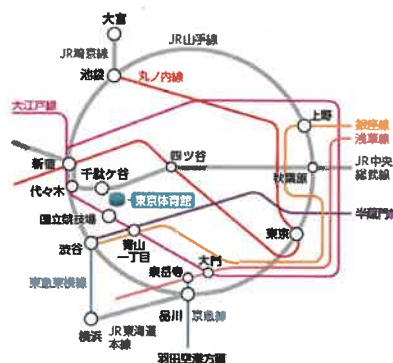 大宮
JR埼京線
JR山手線
池袋
丸ノ内線
大江戸線
上野
銀座線
浅草線
新宿
四ツ谷
秋葉原
JR中央
総武線
千駄ケ谷
代々木
東京体育館
国立競技場
半蔵門線
渋谷
青山
一丁目
東京
泉岳寺
大門
東急東横線
品川
京急線
横浜
JR東海道
本線
羽田空港方面